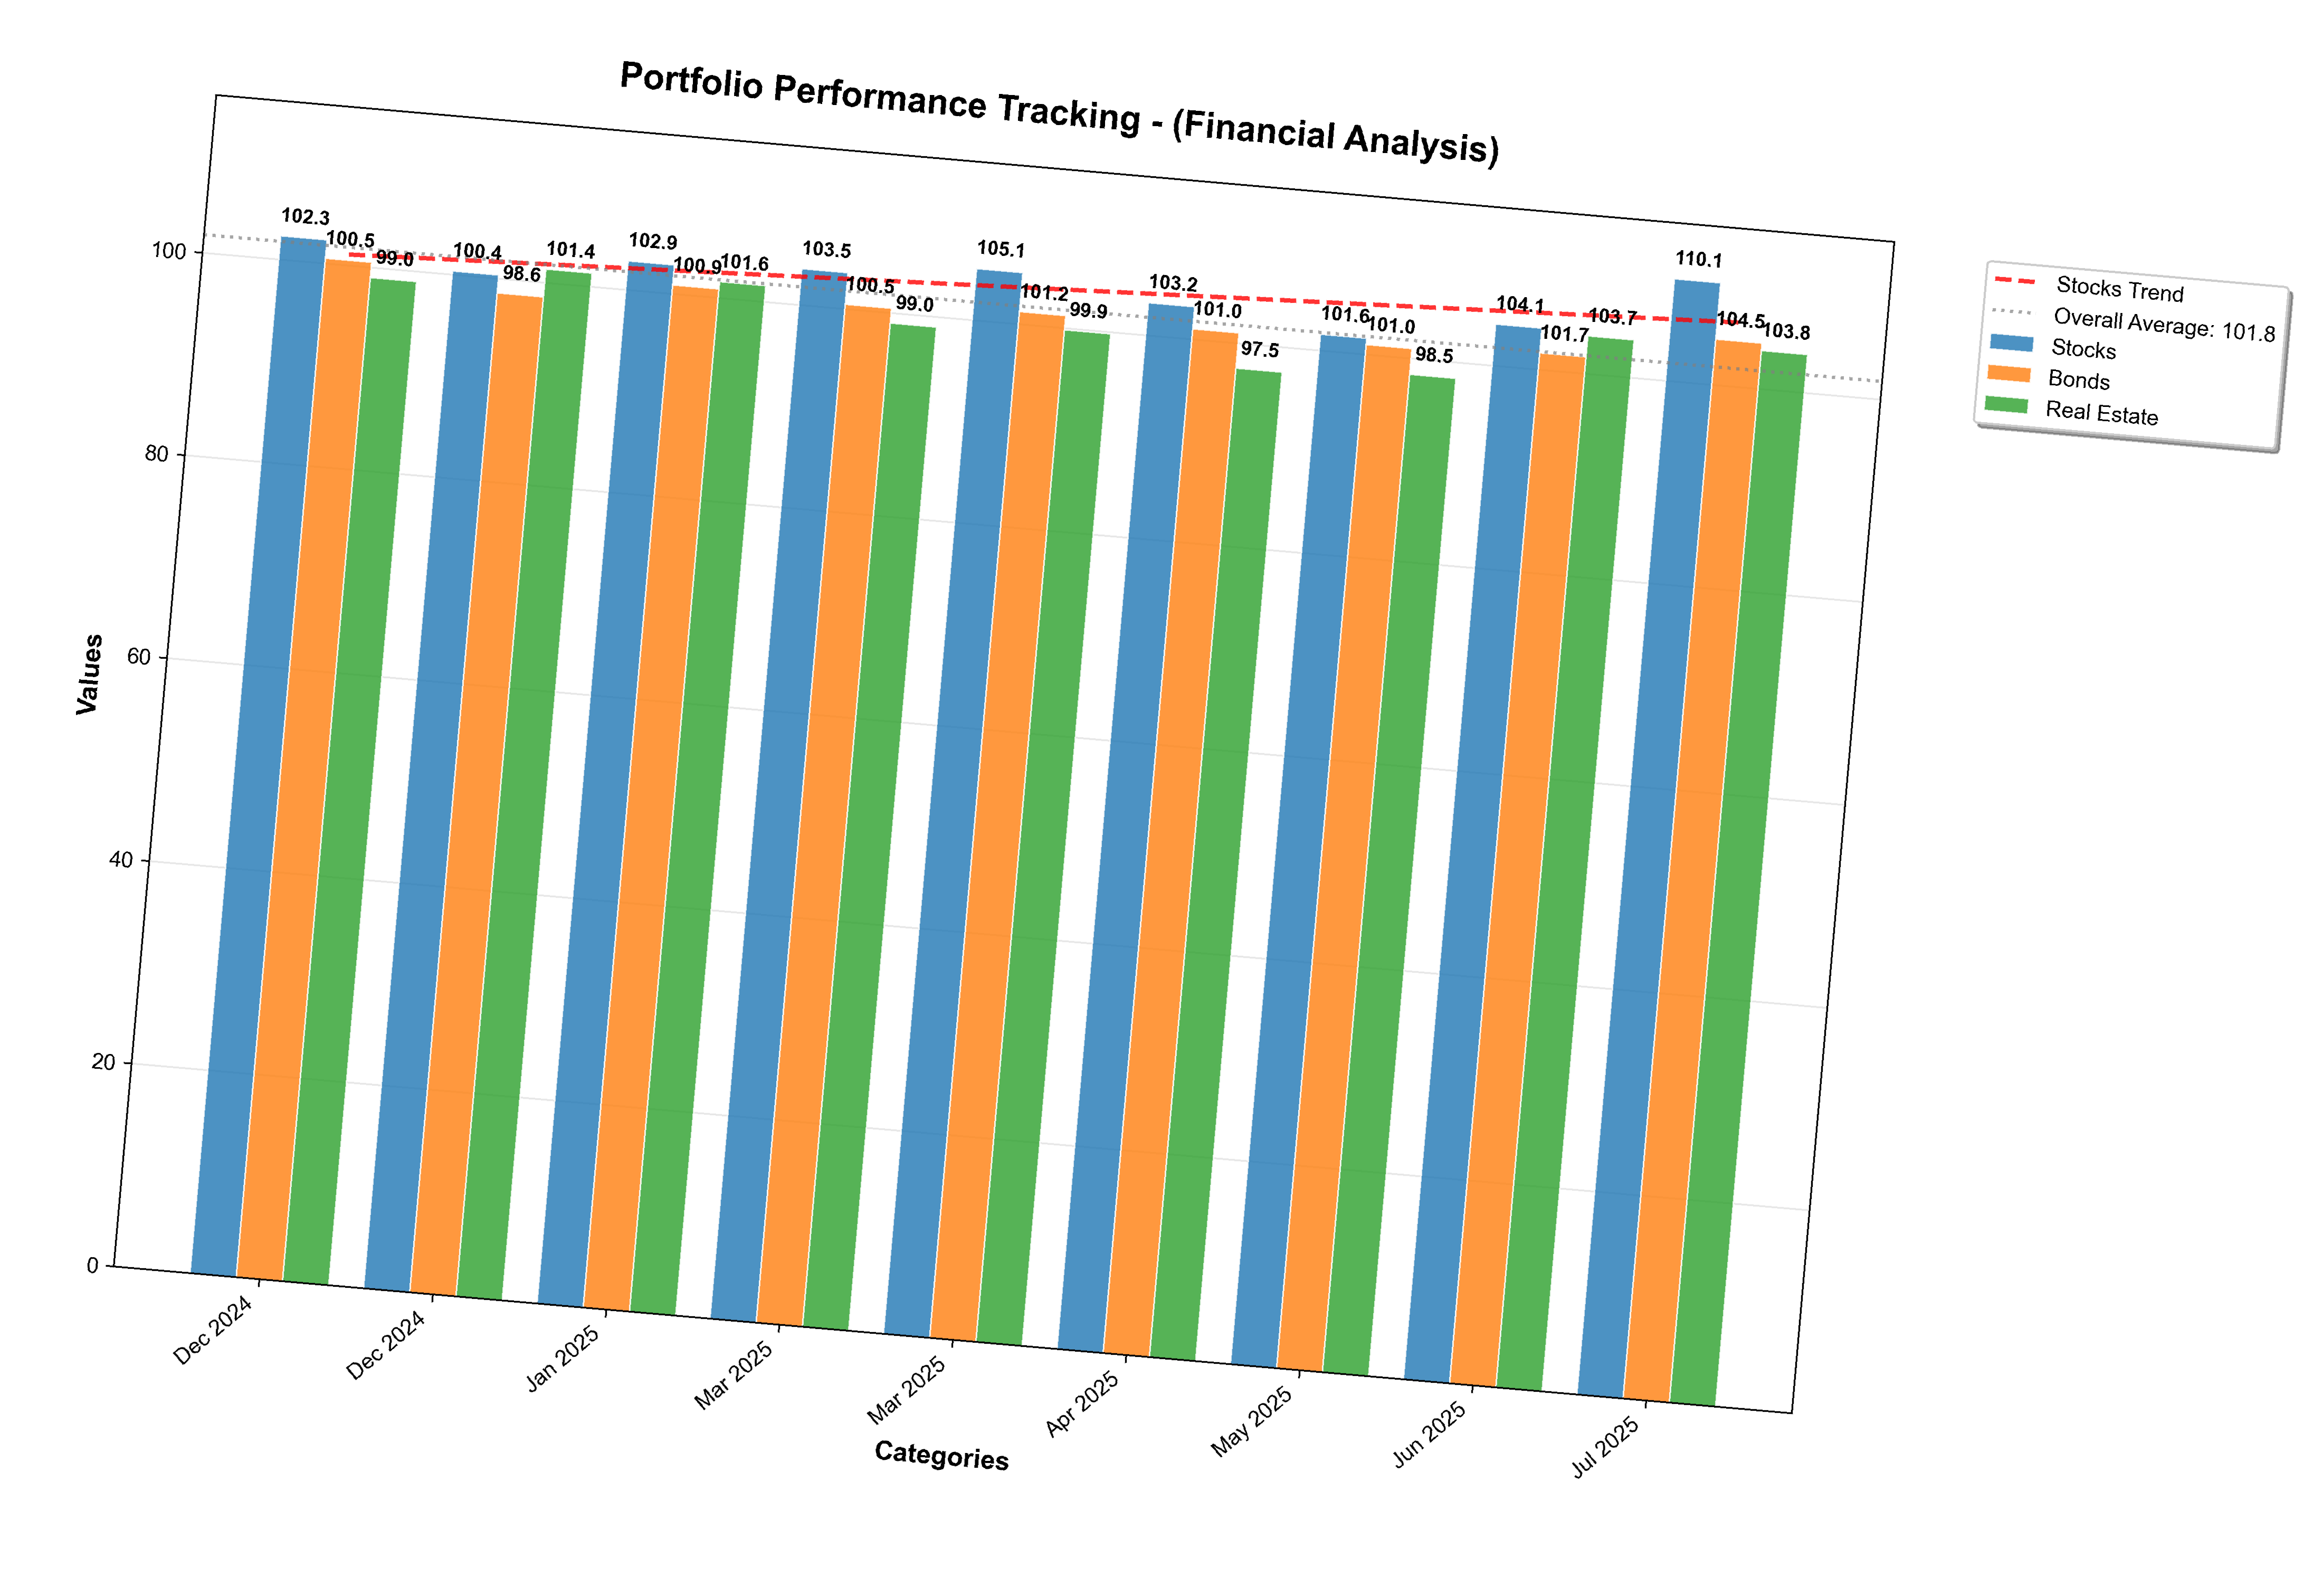 Portfolio Performance Tracking - (Financial Analysis)
Values
100
80
60
40
20
0
102.3
100.5
99.0
100.4
98.6
101.4
102.9
100.9
101.6
103.5
100.5
99.0
105.1
101.2
99.9
103.2
101.0
97.5
101.6
101.0
98.5
104.1
101.7
103.7
110.1
104.5
103.8
Dec 2024
Dec 2024
Jan 2025
Mar 2025
Mar 2025
Apr 2025
May 2025
Jun 2025
Jul 2025
Categories
Stocks Trend
Overall Average: 101.8
Stocks
Bonds
Real Estate